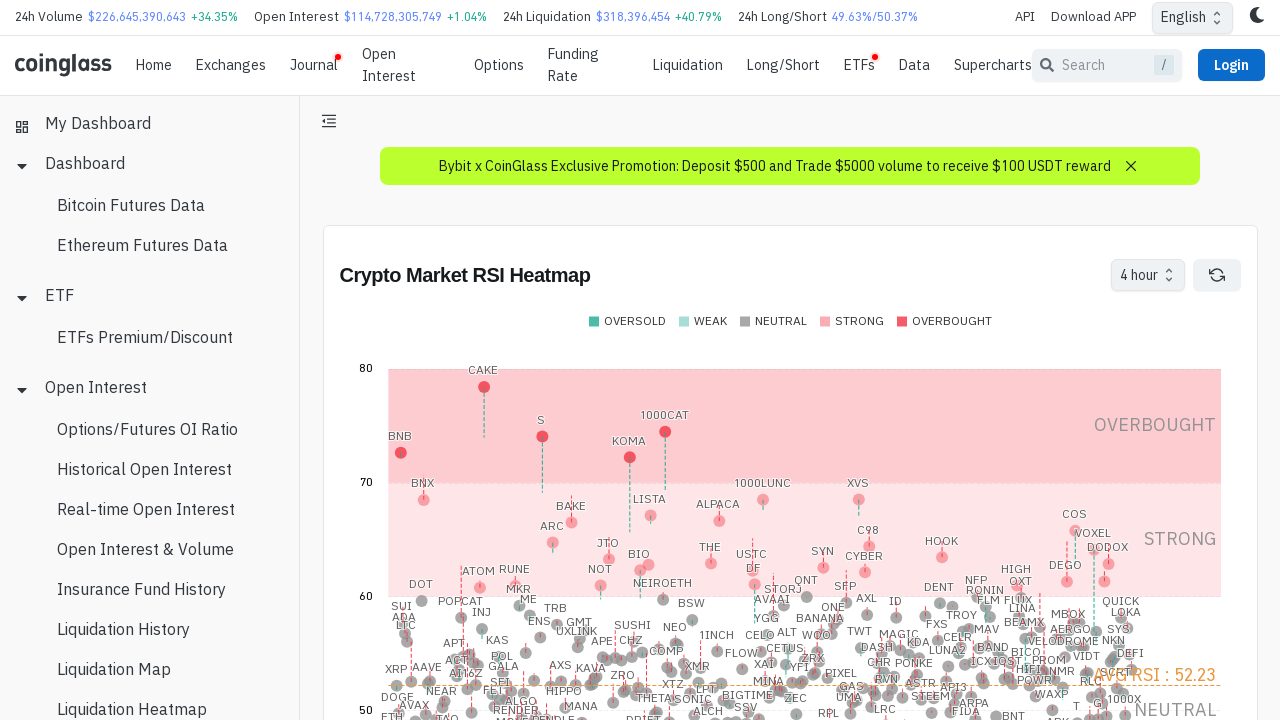 24h Volume $226,645,390,643 +34.35% Open Interest $114,728,305,749 +1.04% 24h Liquidation $318,396,454 +40.79% 24h Long/Short 49.63%/50.37% API Download APP English
coinglass Home Exchanges Journal Open Interest Options Funding Rate Liquidation Long/Short ETFs Data Supercharts Search / Login
My Dashboard
Dashboard
Bitcoin Futures Data
Ethereum Futures Data
ETF
ETFs Premium/Discount
Open Interest
Options/Futures OI Ratio
Historical Open Interest
Real-time Open Interest
Open Interest & Volume
Insurance Fund History
Liquidation History
Liquidation Map
Liquidation Heatmap
Bybit x CoinGlass Exclusive Promotion: Deposit $500 and Trade $5000 volume to receive $100 USDT reward
Crypto Market RSI Heatmap
4 hour
OVERSOLD WEAK NEUTRAL STRONG OVERBOUGHT
80
CAKE
1000CAT
S
OVERBOUGHT
BNB
KOMA
70
BNX
1000LUNC
XVS
LISTA
BAKE
ALPACA
COS
ARC
C98
VOXEL
STRONG
JTO
HOOK
THE
DODOX
BIO
USTC
SYN
CYBER
DEGO
ATOM
RUNE
NOT
DF
HIGH
DOT
MKR
NEIROETH
STORJ
QNT
SFP
DENT
NFP
RONIN
OXT
60
SUI
POPCAT
ME
BSW
AVAAI
AXL
ID
FLM
FLUX
QUICK
ADA
INJ
TRB
ONE
LINA
LOKA
LTC
ENS
GMT
SUSHI
NEO
YGG
BANANA
FXS
TROY
BEAMX
MBOX
UXLINK
1INCH
CELO
ALT
WOO
TWT
MAGIC
CELR
MAV
AERGO
SYS
APT
KAS
APE
CHZ
COMP
FLOW
CETUS
DASH
KDA
LUNA2
BAND
VELODROME
NKN
ACT
POL
XAI
ZRX
CHR
PONKE
ICX
IOST
BICO
PROM
VIDT
DEFI
XRP
AAVE
AI16Z
GALA
AXS
KAVA
ZRO
XMR
YFI
PIXEL
NMR
AVG RSI : 52.23
SPL
XTZ
LPT
MINA
RVN
ASTR
API3
POWR
RLC
DOGE
NEAR
HIPPO
BIGTIME
ZEC
GAS
UMA
STEEM
WAXP
1000X
AVAX
ALGO
MANA
THETA
SONIC
SSV
LRC
ARPA
T
G
NEUTRAL
ETH
TAO
RENDER
ALCH
RPL
FIDA
BNT
50